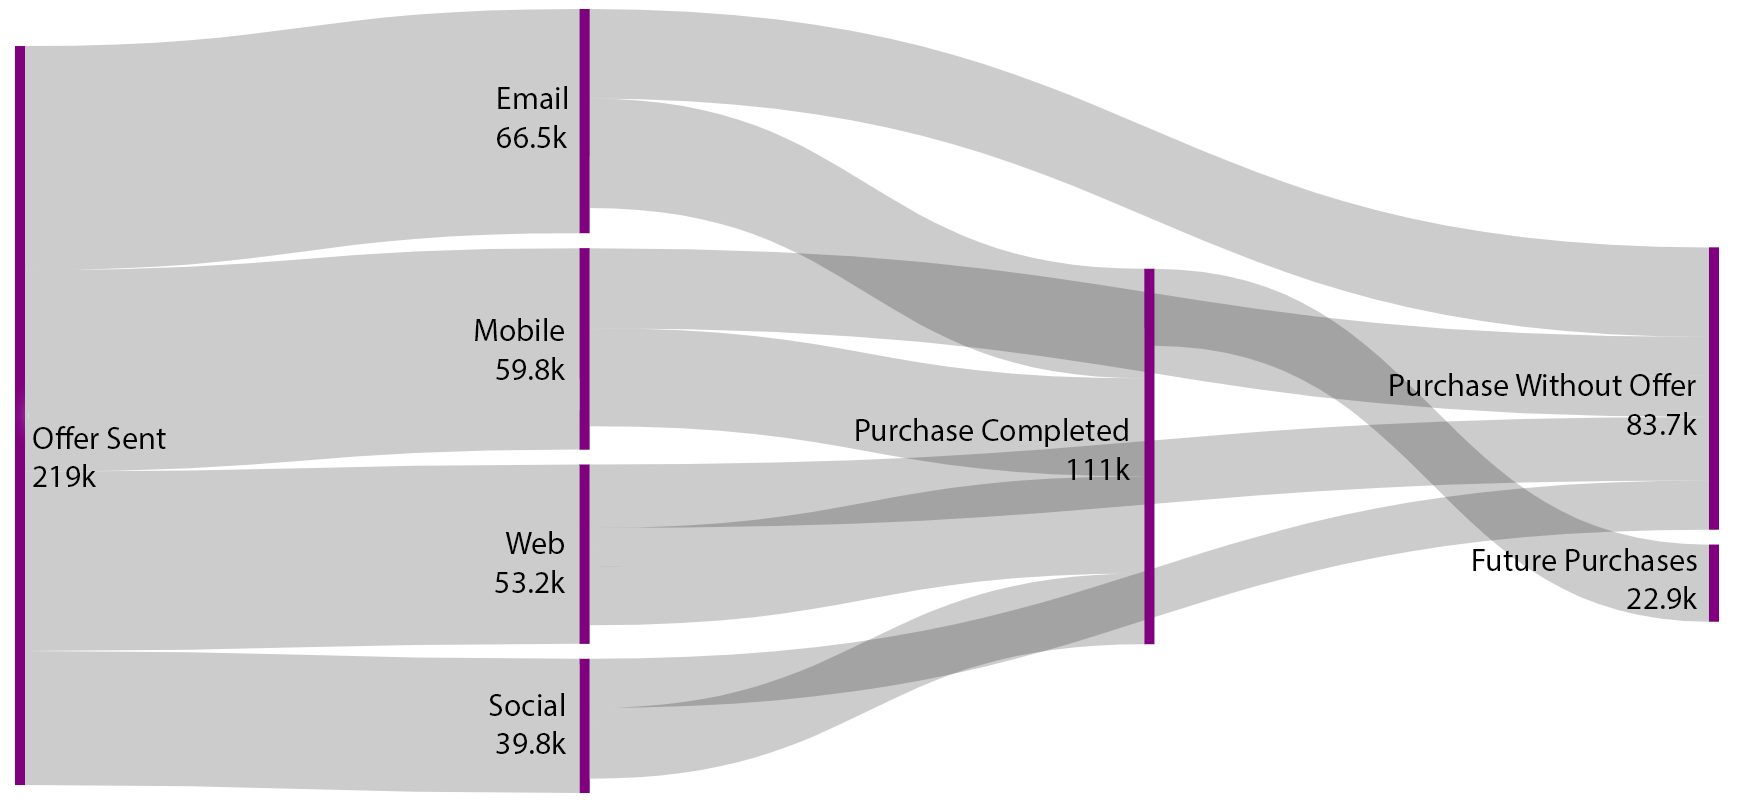 Offer Sent
219k
Email
66.5k
Mobile
59.8k
Web
53.2k
Social
39.8k
Purchase Completed
111k
Purchase Without Offer
83.7k
Future Purchases
22.9k